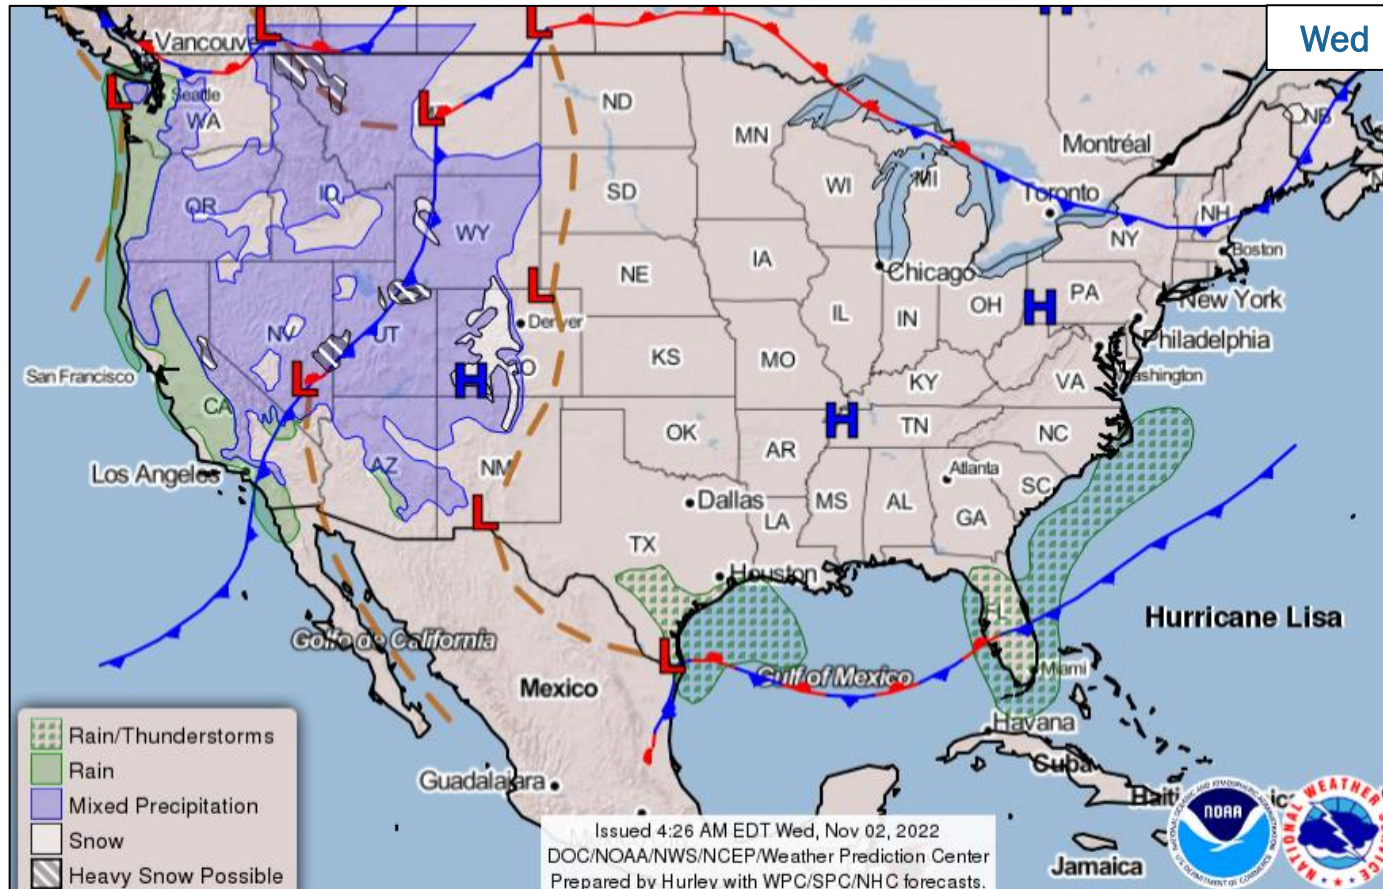 Wed
Vancouve
Seattle
WA
ND
MN
Montréal
NB
OR
ID
SD
WI
MI
Toronto
NH
WY
NY
Boston
IA
NE
Chicago
PA
New York
NV
UT
Denver
IL
IN
OH
Philadelphia
San Francisco
KS
MO
KY
VA
ashington
CA
CO
OK
TN
NC
AR
Los Angeles
AZ
NM
Atlanta
SC
Dallas
MS
AL
GA
LA
TX
Houston
FL
Hurricane Lisa
Golfo de California
Gulf of Mexico
Miami
Mexico
Havana
Cuba
Guadalajara
Haiti
Jamaica
L
L
L
L
L
L
L
L
H
H
H
H
Rain/Thunderstorms
Rain
Mixed Precipitation
Snow
Heavy Snow Possible
Issued 4:26 AM EDT Wed, Nov 02, 2022
DOC/NOAA/NWS/NCEP/Weather Prediction Center
Prepared by Hurley with WPC/SPC/NHC forecasts.
NOAA
NATIONAL WEATHER